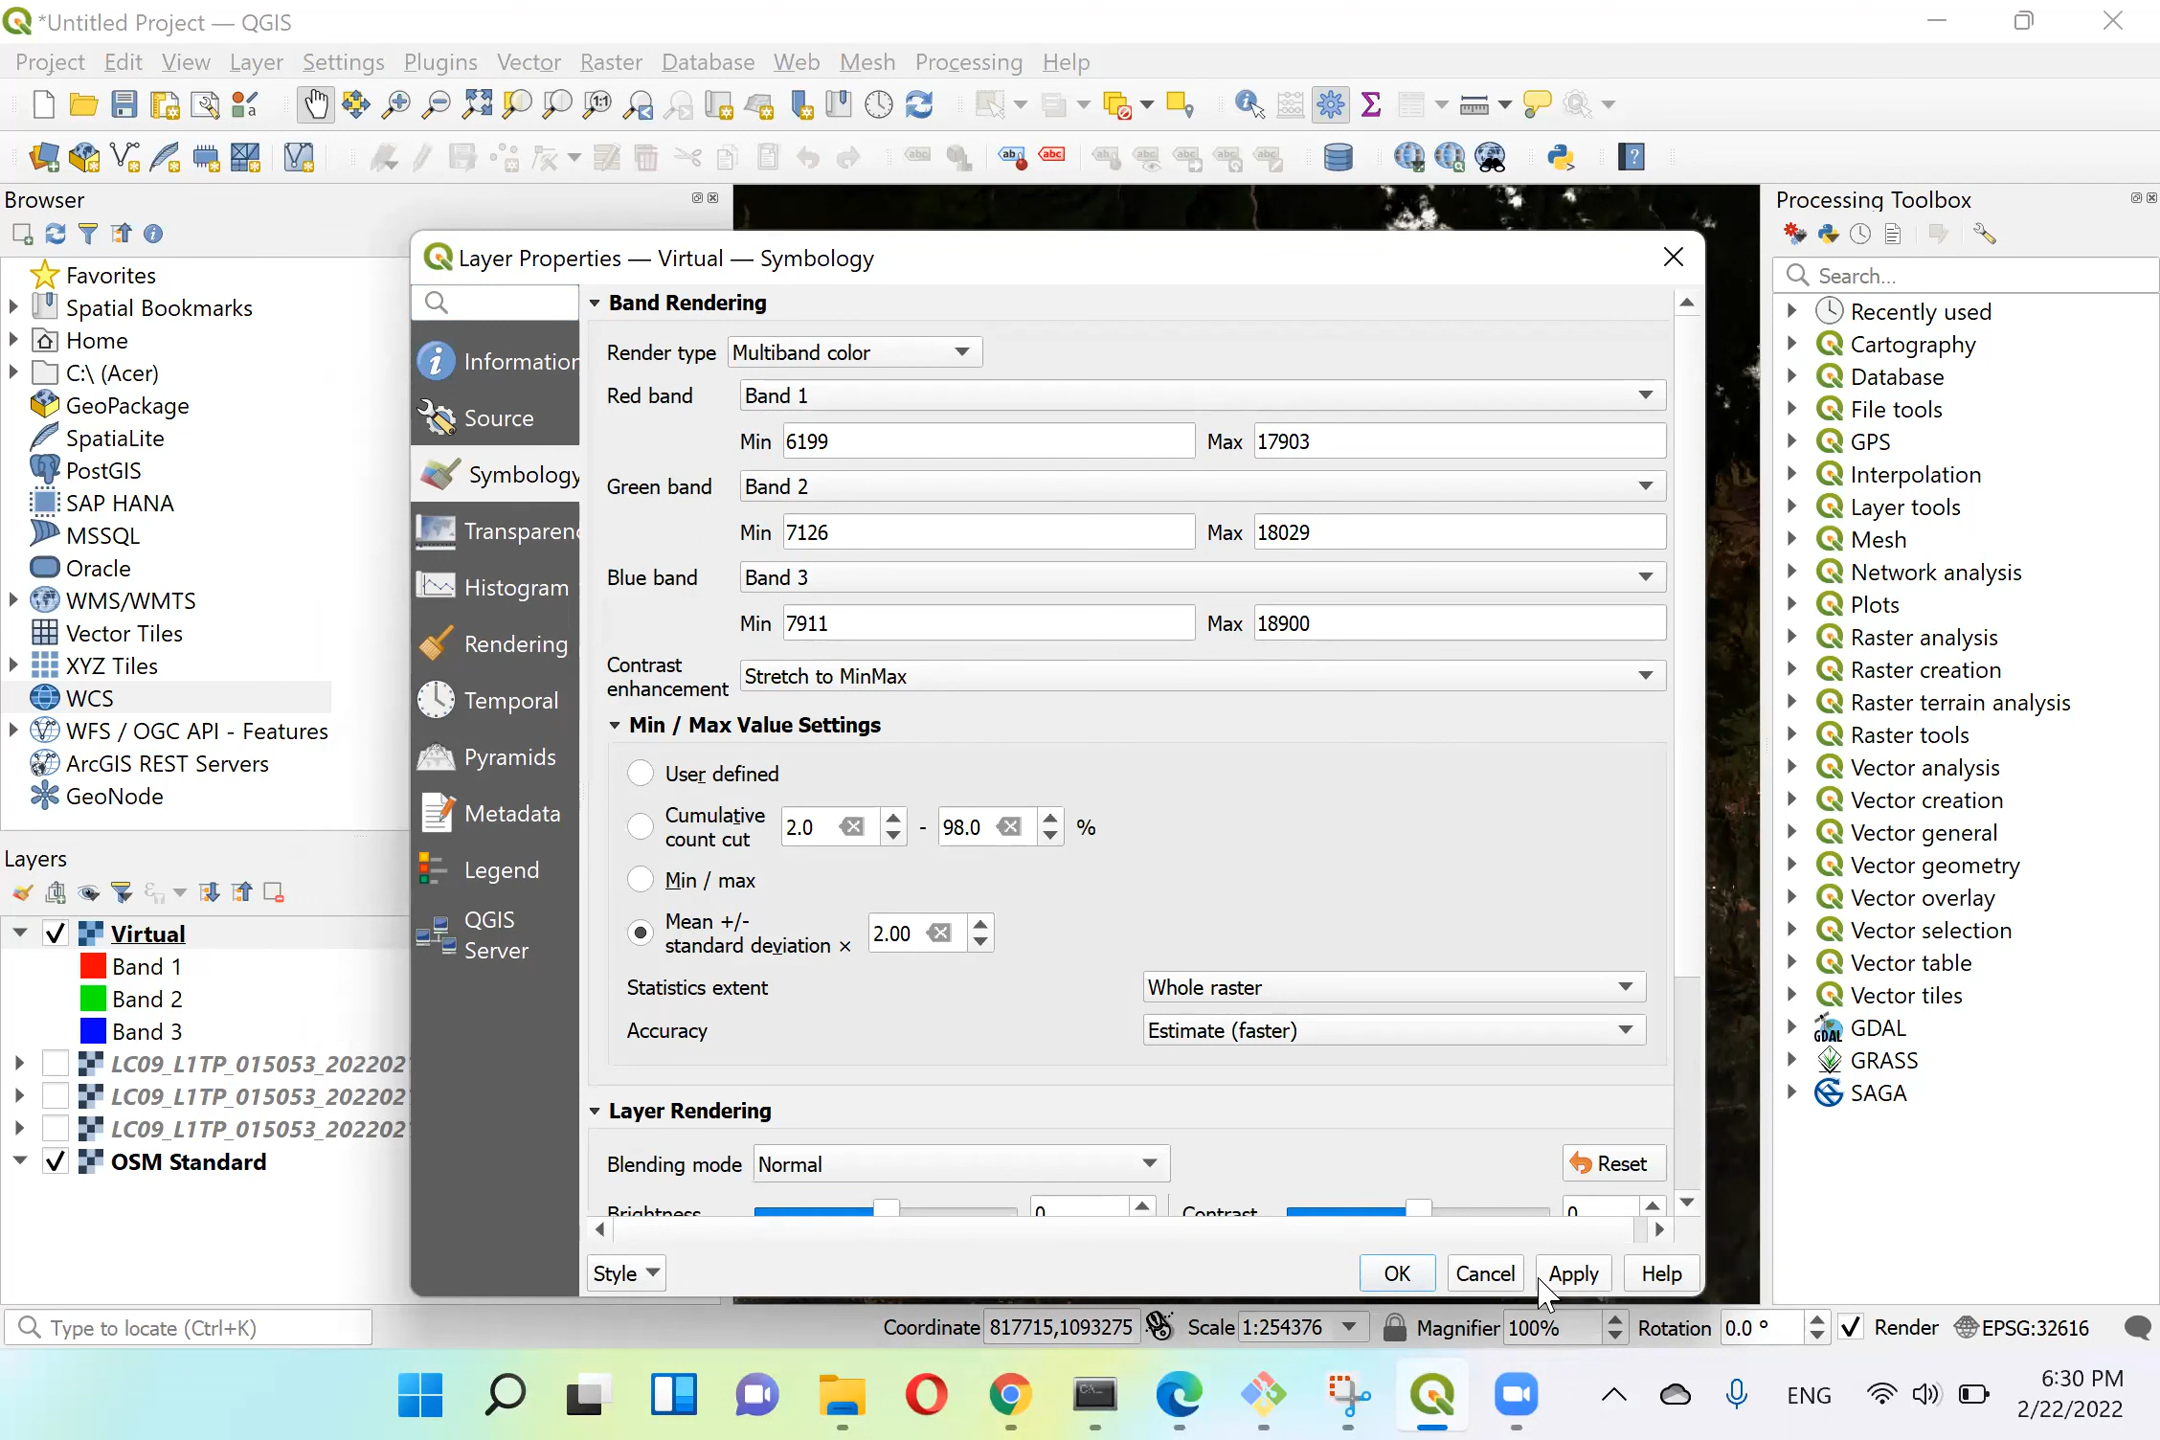 *Untitled Project — QGIS
Project Edit View Layer Settings Plugins Vector Raster Database Web Mesh Processing Help
Browser
Favorites
Spatial Bookmarks
Home
C:\ (Acer)
GeoPackage
SpatiaLite
PostGIS
SAP HANA
MSSQL
Oracle
WMS/WMTS
Vector Tiles
XYZ Tiles
WCS
WFS / OGC API - Features
ArcGIS REST Servers
GeoNode
Layers
Virtual
Band 1
Band 2
Band 3
LC09_L1TP_015053_202202
LC09_L1TP_015053_202202
LC09_L1TP_015053_202202
OSM Standard
Layer Properties — Virtual — Symbology
Information
Source
Symbology
Transparenc
Histogram
Rendering
Temporal
Pyramids
Metadata
Legend
QGIS
Server
Band Rendering
Render type Multiband color
Red band Band 1
Min 6199 Max 17903
Green band Band 2
Min 7126 Max 18029
Blue band Band 3
Min 7911 Max 18900
Contrast
enhancement Stretch to MinMax
Min / Max Value Settings
User defined
Cumulative
count cut 2.0 - 98.0 %
Min / max
Mean +/-
standard deviation × 2.00
Statistics extent Whole raster
Accuracy Estimate (faster)
Layer Rendering
Blending mode Normal Reset
Brightness 0 Contrast 0
Style OK Cancel Apply Help
Processing Toolbox
Search...
Recently used
Cartography
Database
File tools
GPS
Interpolation
Layer tools
Mesh
Network analysis
Plots
Raster analysis
Raster creation
Raster terrain analysis
Raster tools
Vector analysis
Vector creation
Vector general
Vector geometry
Vector overlay
Vector selection
Vector table
Vector tiles
GDAL
GRASS
SAGA
Type to locate (Ctrl+K) Coordinate 817715,1093275 Scale 1:254376 Magnifier 100% Rotation 0.0 ° Render EPSG:32616
ENG
6:30 PM
2/22/2022